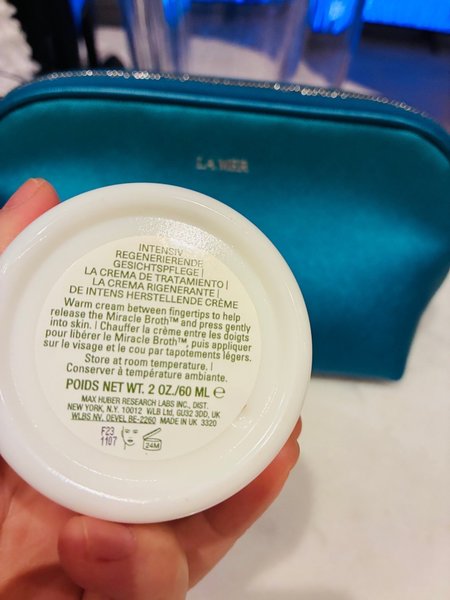 LA MER
INTENSIV
REGENERIERENDE
GESICHTSPFLEGE |
LA CREMA DE TRATAMIENTO |
LA CREMA RIGENERANTE |
DE INTENS HERSTELLENDE CRÈME
Warm cream between fingertips to help
release the Miracle Broth™ and press gently
into skin. | Chauffer la crème entre les doigts
pour libérer le Miracle Broth™, puis appliquer
sur le visage et le cou par tapotements légers.
Store at room temperature. |
Conserver à température ambiante.
POIDS NET WT. 2 OZ./60 ML ℮
MAX HUBER RESEARCH LABS INC., DIST.
NEW YORK, N.Y. 10012 WLB Ltd, GU32 3DD, UK
WLBS NV, DEVEL BE-2260 MADE IN UK 3320
F23
1107
24M